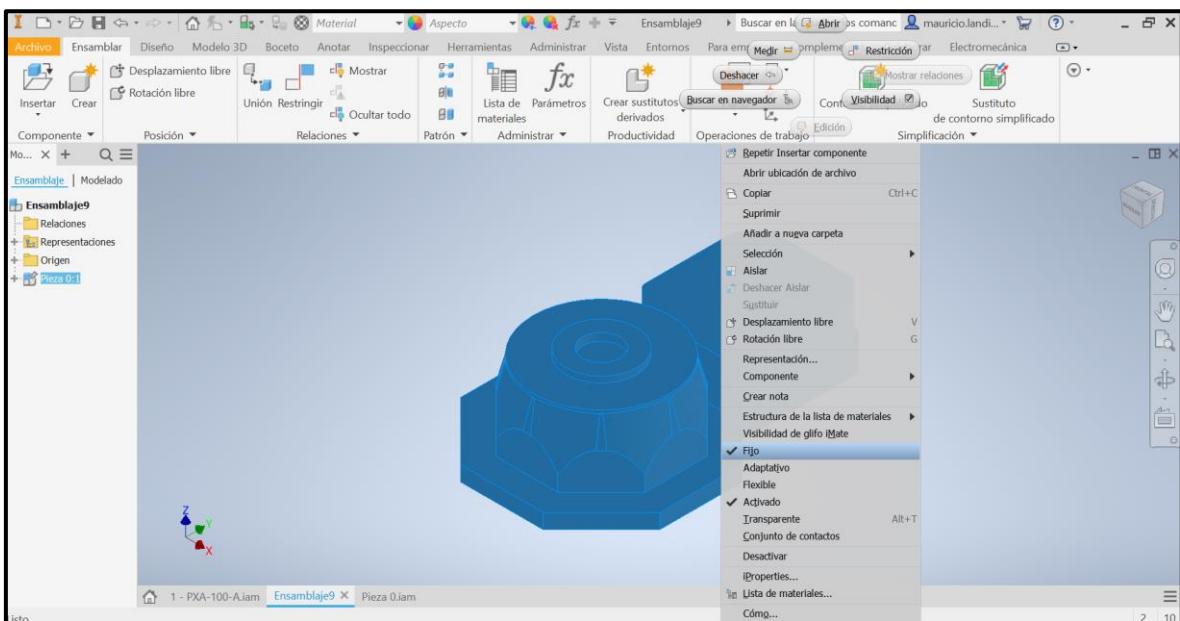 Material Aspecto fx Ensamblaje9 Buscar en la Abrir os comanc mauricio.landi...
Archivo Ensamblar Diseño Modelo 3D Boceto Anotar Inspeccionar Herramientas Administrar Vista Entornos Para em Medir omplem Restricción rar Electromecánica
Desplazamiento libre Mostrar Deshacer Mostrar relaciones
Rotación libre Buscar en navegador Visibilidad
Insertar Crear Unión Restringir Ocultar todo Lista de materiales Parámetros Crear sustitutos derivados Sustituto de contorno simplificado
Edición
Componente Posición Relaciones Patrón Administrar Productividad Operaciones de trabajo Simplificación
Mo... X +
Ensamblaje | Modelado
Ensamblaje9
Relaciones
Representaciones
Origen
Pieza 0:1
Repetir Insertar componente
Abrir ubicación de archivo
Copiar Ctrl+C
Suprimir
Añadir a nueva carpeta
Selección
Aislar
Deshacer Aislar
Sustituir
Desplazamiento libre V
Rotación libre G
Representación...
Componente
Crear nota
Estructura de la lista de materiales
Visibilidad de glifo iMate
Fijo
Adaptativo
Flexible
Activado
Transparente Alt+T
Conjunto de contactos
Desactivar
iProperties...
Lista de materiales...
Cómo...
Z
Y
X
1 - PXA-100-A.iam Ensamblaje9 X Pieza 0.iam
2 10